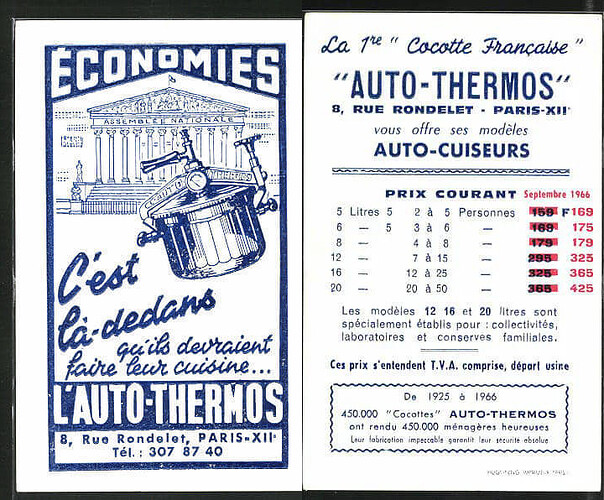 ÉCONOMIES
ASSEMBLÉE NATIONALE
C'est
là-dedans
qu'ils devraient
faire leur cuisine...
L'AUTO-THERMOS
8, Rue Rondelet, PARIS-XIIe
Tél.: 307 87 40
La 1re "Cocotte Française"
"AUTO-THERMOS"
8, RUE RONDELET - PARIS-XIIe
vous offre ses modèles
AUTO-CUISEURS
PRIX COURANT Septembre 1966
5 Litres 5 2 à 5 Personnes 159 F 169
6 — 5 3 à 6 — 169 175
8 — 4 à 8 — 179 179
12 — 7 à 15 — 295 325
16 — 12 à 25 — 325 365
20 — 20 à 50 — 365 425
Les modèles 12 16 et 20 litres sont
spécialement établis pour : collectivités,
laboratoires et conserves familiales.
Ces prix s'entendent T.V.A. comprise, départ usine
De 1925 à 1966
450.000 "Cocottes" AUTO-THERMOS
ont rendu 450.000 ménagères heureuses
Leur fabrication impeccable garantit leur sécurité absolue